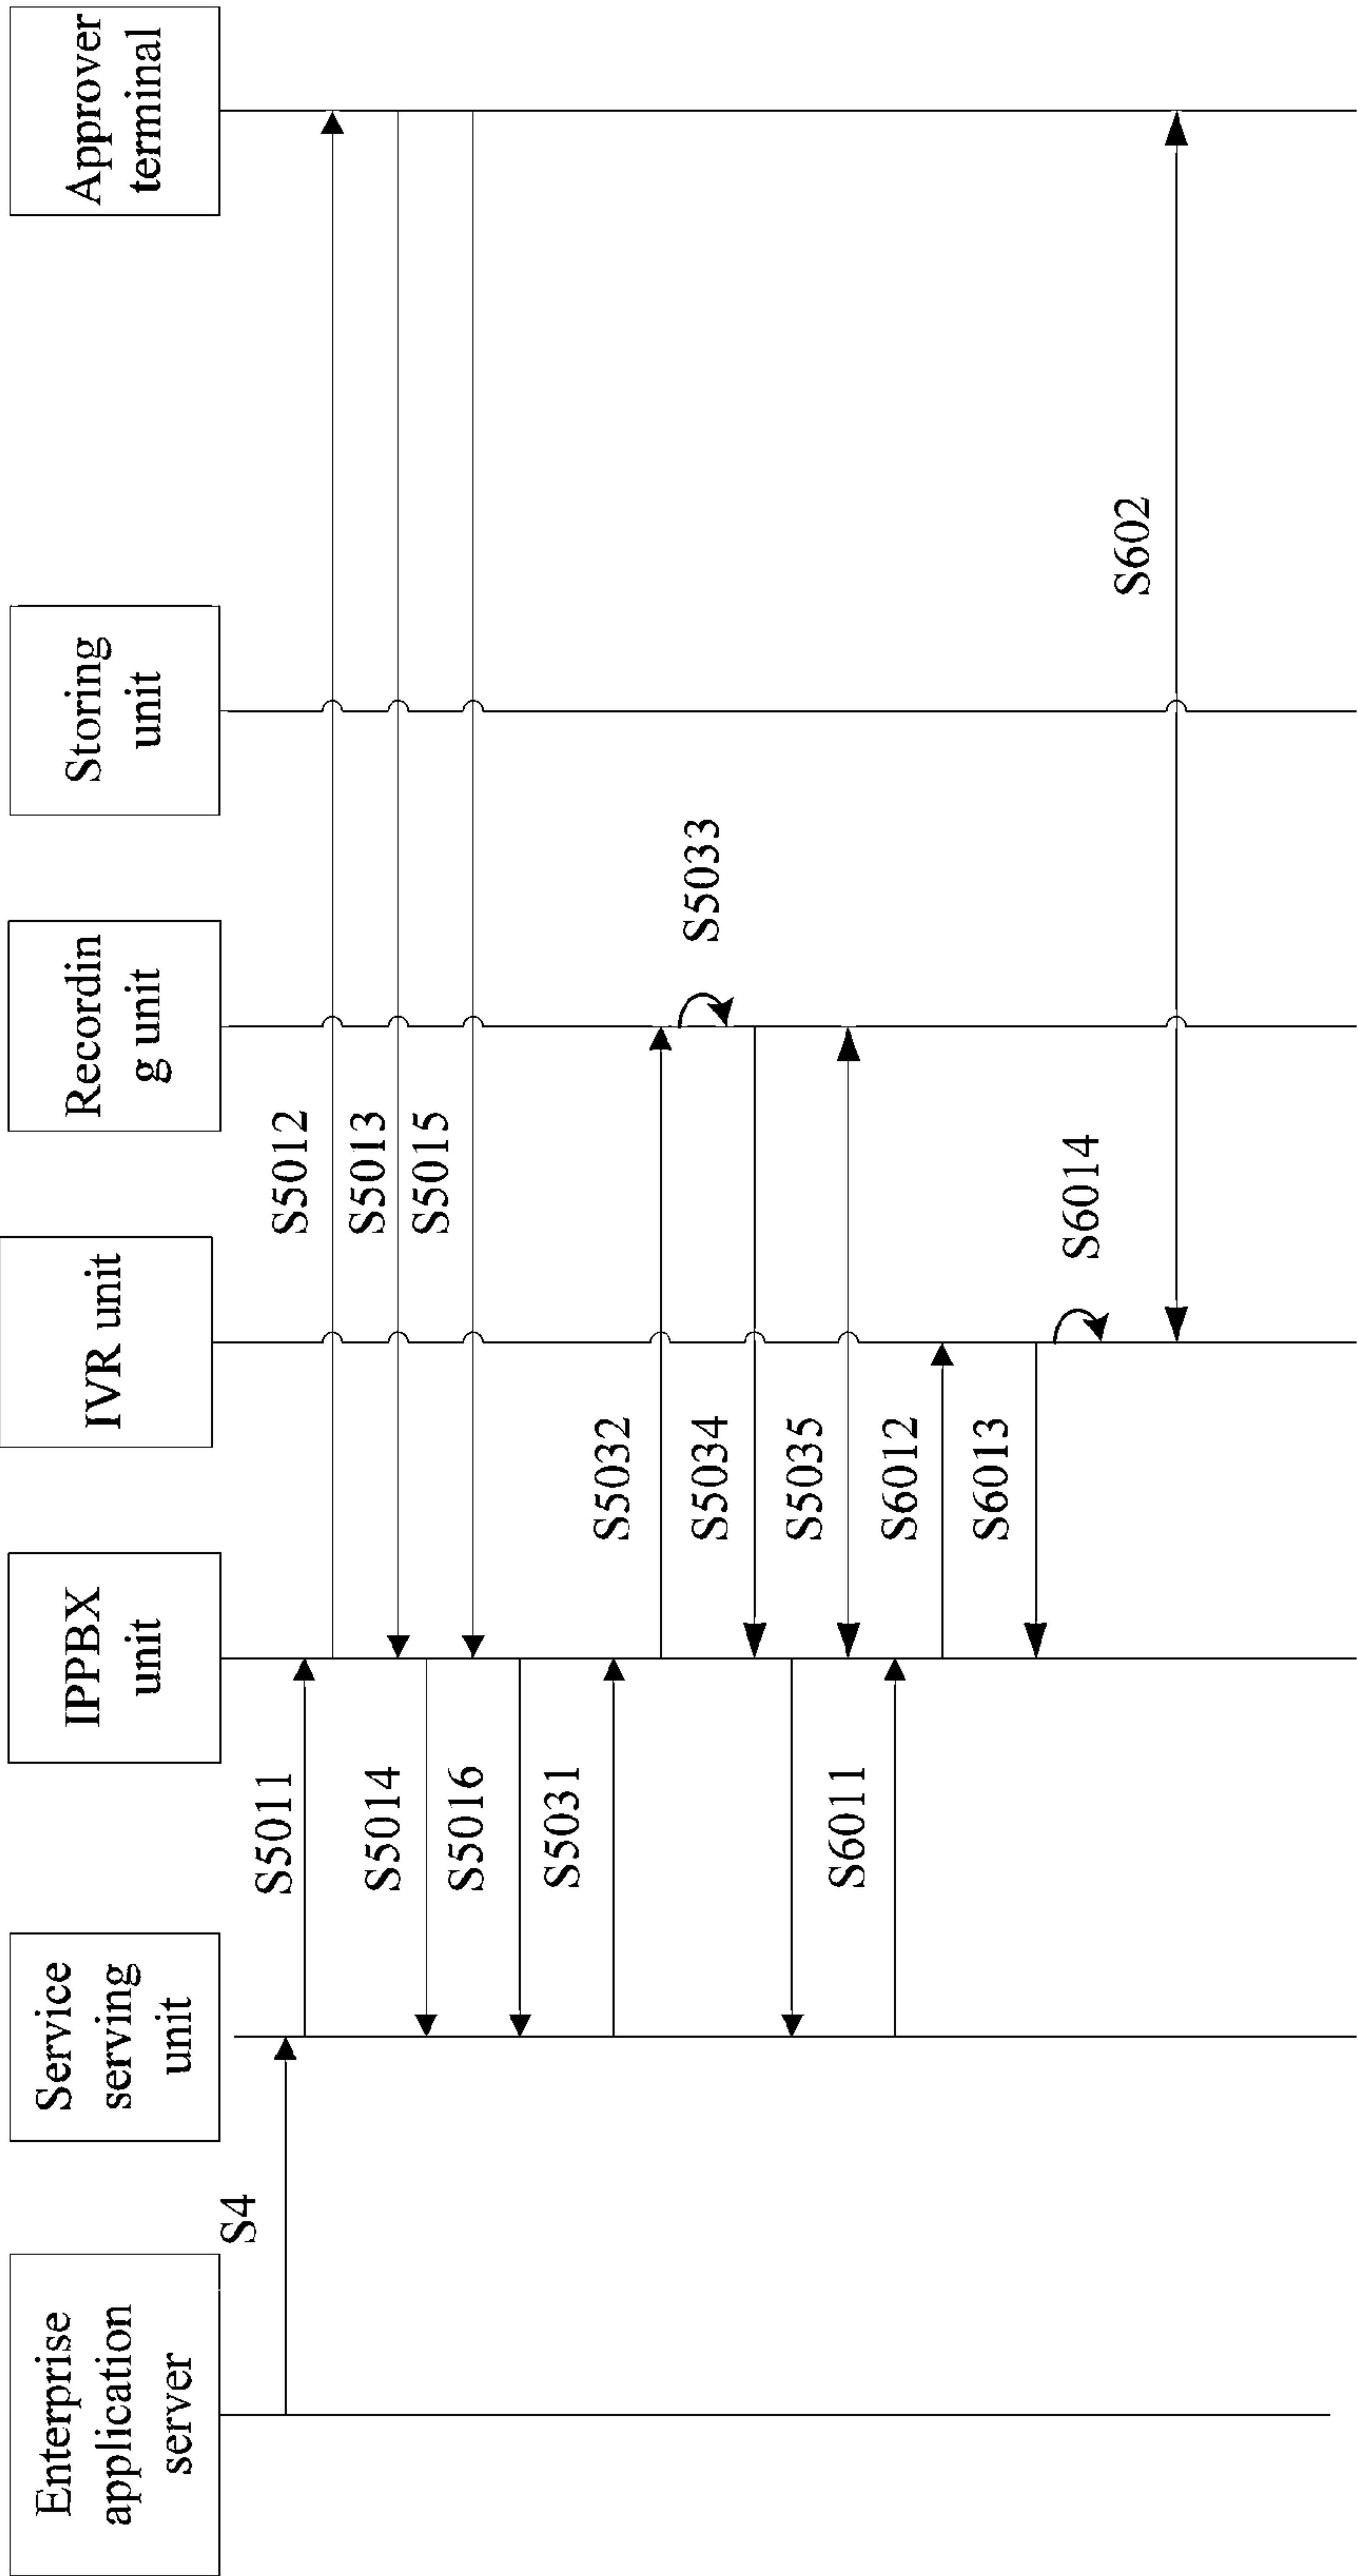 Enterprise
application
server
Service
serving
unit
IPPBX
unit
IVR unit
Recordin
g unit
Storing
unit
Approver
terminal
S4
S5011
S5012
S5013
S5014
S5015
S5016
S5031
S5032
S5033
S5034
S5035
S6011
S6012
S6013
S6014
S602